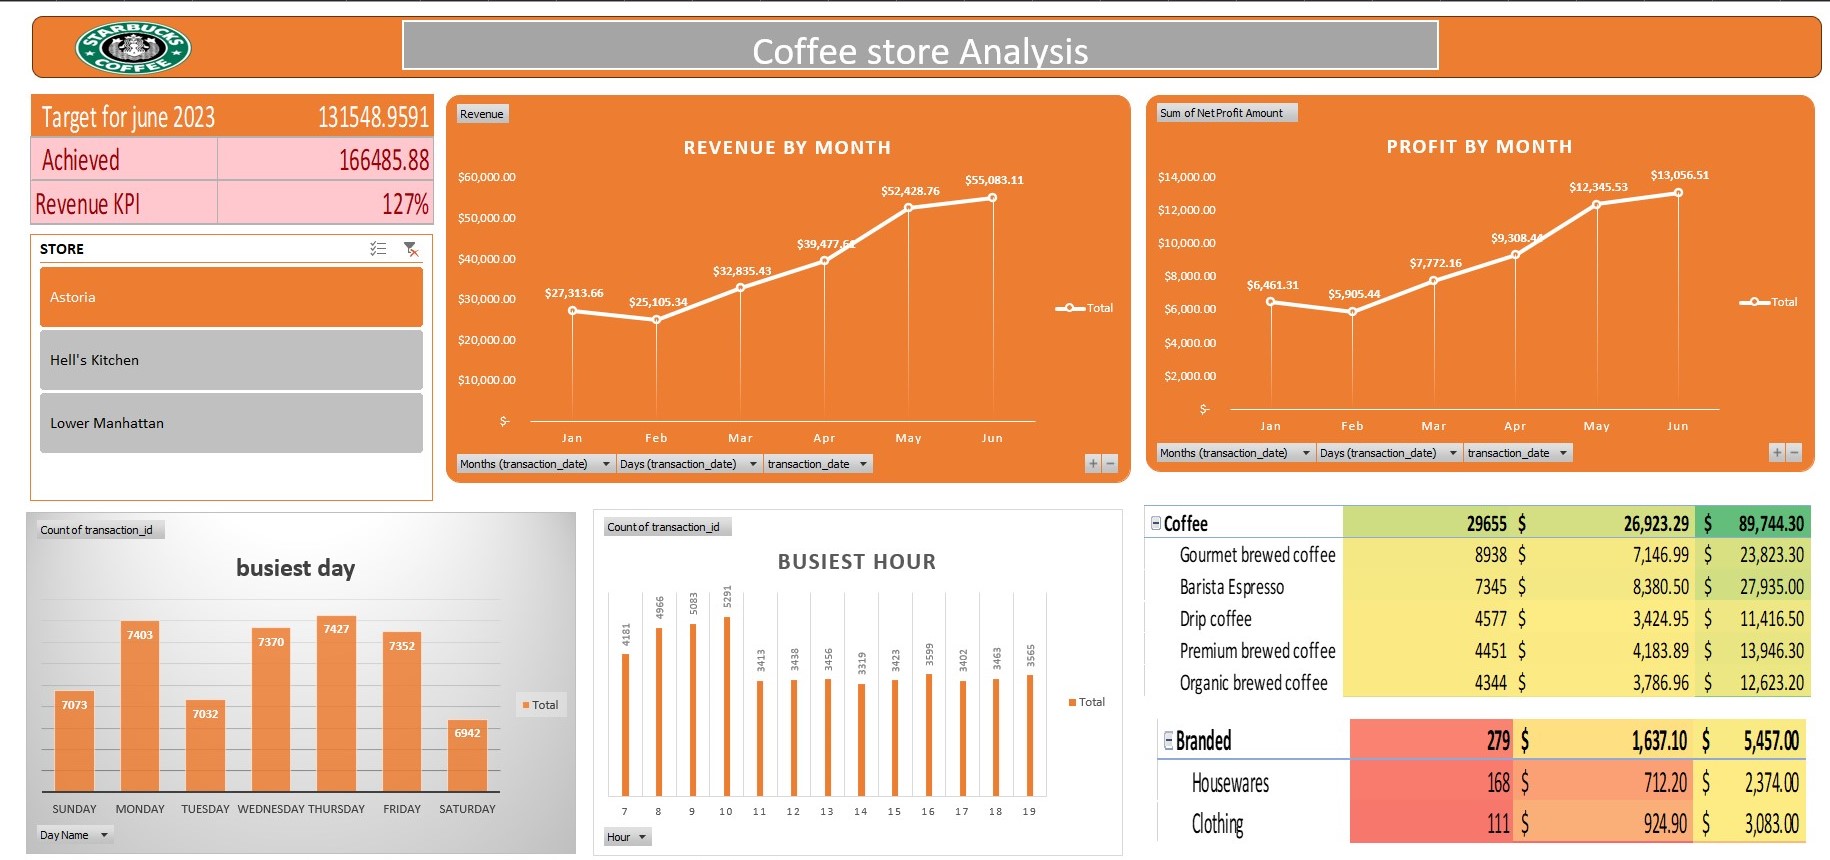 STARBUCKS
COFFEE
Coffee store Analysis
Target for june 2023 131548.9591
Achieved 166485.88
Revenue KPI 127%
STORE
Astoria
Hell's Kitchen
Lower Manhattan
Revenue
REVENUE BY MONTH
$60,000.00
$50,000.00
$40,000.00
$30,000.00
$20,000.00
$10,000.00
$-
$27,313.66
$25,105.34
$32,835.43
$39,477.61
$52,428.76
$55,083.11
Total
Jan Feb Mar Apr May Jun
Months (transaction_date) Days (transaction_date) transaction_date
Sum of Net Profit Amount
PROFIT BY MONTH
$14,000.00
$12,000.00
$10,000.00
$8,000.00
$6,000.00
$4,000.00
$2,000.00
$-
$6,461.31
$5,905.44
$7,772.16
$9,308.44
$12,345.53
$13,056.51
Total
Jan Feb Mar Apr May Jun
Months (transaction_date) Days (transaction_date) transaction_date
Count of transaction_id
busiest day
7073 7403 7032 7370 7427 7352 6942
Total
SUNDAY MONDAY TUESDAY WEDNESDAY THURSDAY FRIDAY SATURDAY
Day Name
Count of transaction_id
BUSIEST HOUR
4181 4966 5083 5291 3413 3438 3456 3319 3423 3599 3402 3463 3565
Total
7 8 9 10 11 12 13 14 15 16 17 18 19
Hour
Coffee 29655 $ 26,923.29 $ 89,744.30
Gourmet brewed coffee 8938 $ 7,146.99 $ 23,823.30
Barista Espresso 7345 $ 8,380.50 $ 27,935.00
Drip coffee 4577 $ 3,424.95 $ 11,416.50
Premium brewed coffee 4451 $ 4,183.89 $ 13,946.30
Organic brewed coffee 4344 $ 3,786.96 $ 12,623.20
Branded 279 $ 1,637.10 $ 5,457.00
Housewares 168 $ 712.20 $ 2,374.00
Clothing 111 $ 924.90 $ 3,083.00